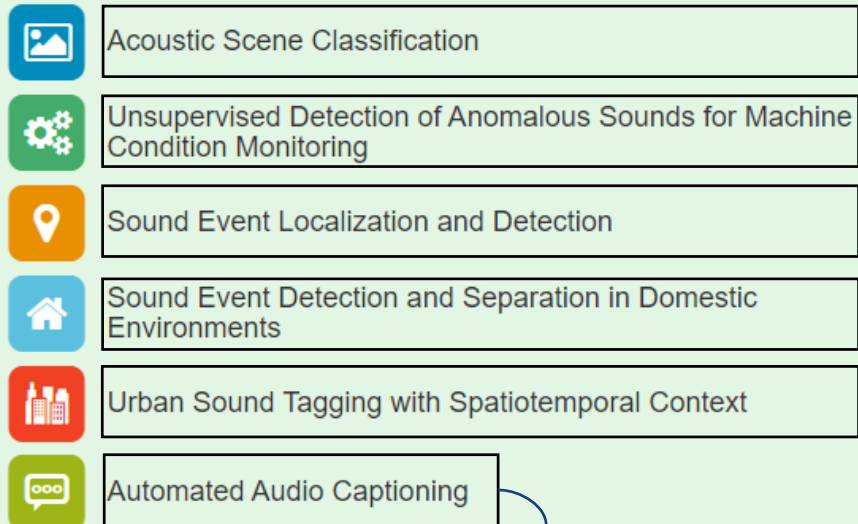 Acoustic Scene Classification
Unsupervised Detection of Anomalous Sounds for Machine
Condition Monitoring
Sound Event Localization and Detection
Sound Event Detection and Separation in Domestic
Environments
Urban Sound Tagging with Spatiotemporal Context
Automated Audio Captioning